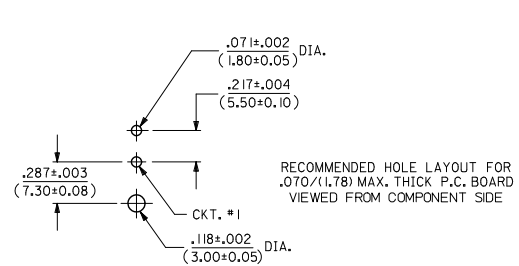 .071±.002
(1.80±0.05) DIA.
.217±.004
(5.50±0.10)
.287±.003
(7.30±0.08)
CKT. #1
.118±.002
(3.00±0.05) DIA.
RECOMMENDED HOLE LAYOUT FOR
.070/(1.78) MAX. THICK P.C. BOARD
VIEWED FROM COMPONENT SIDE